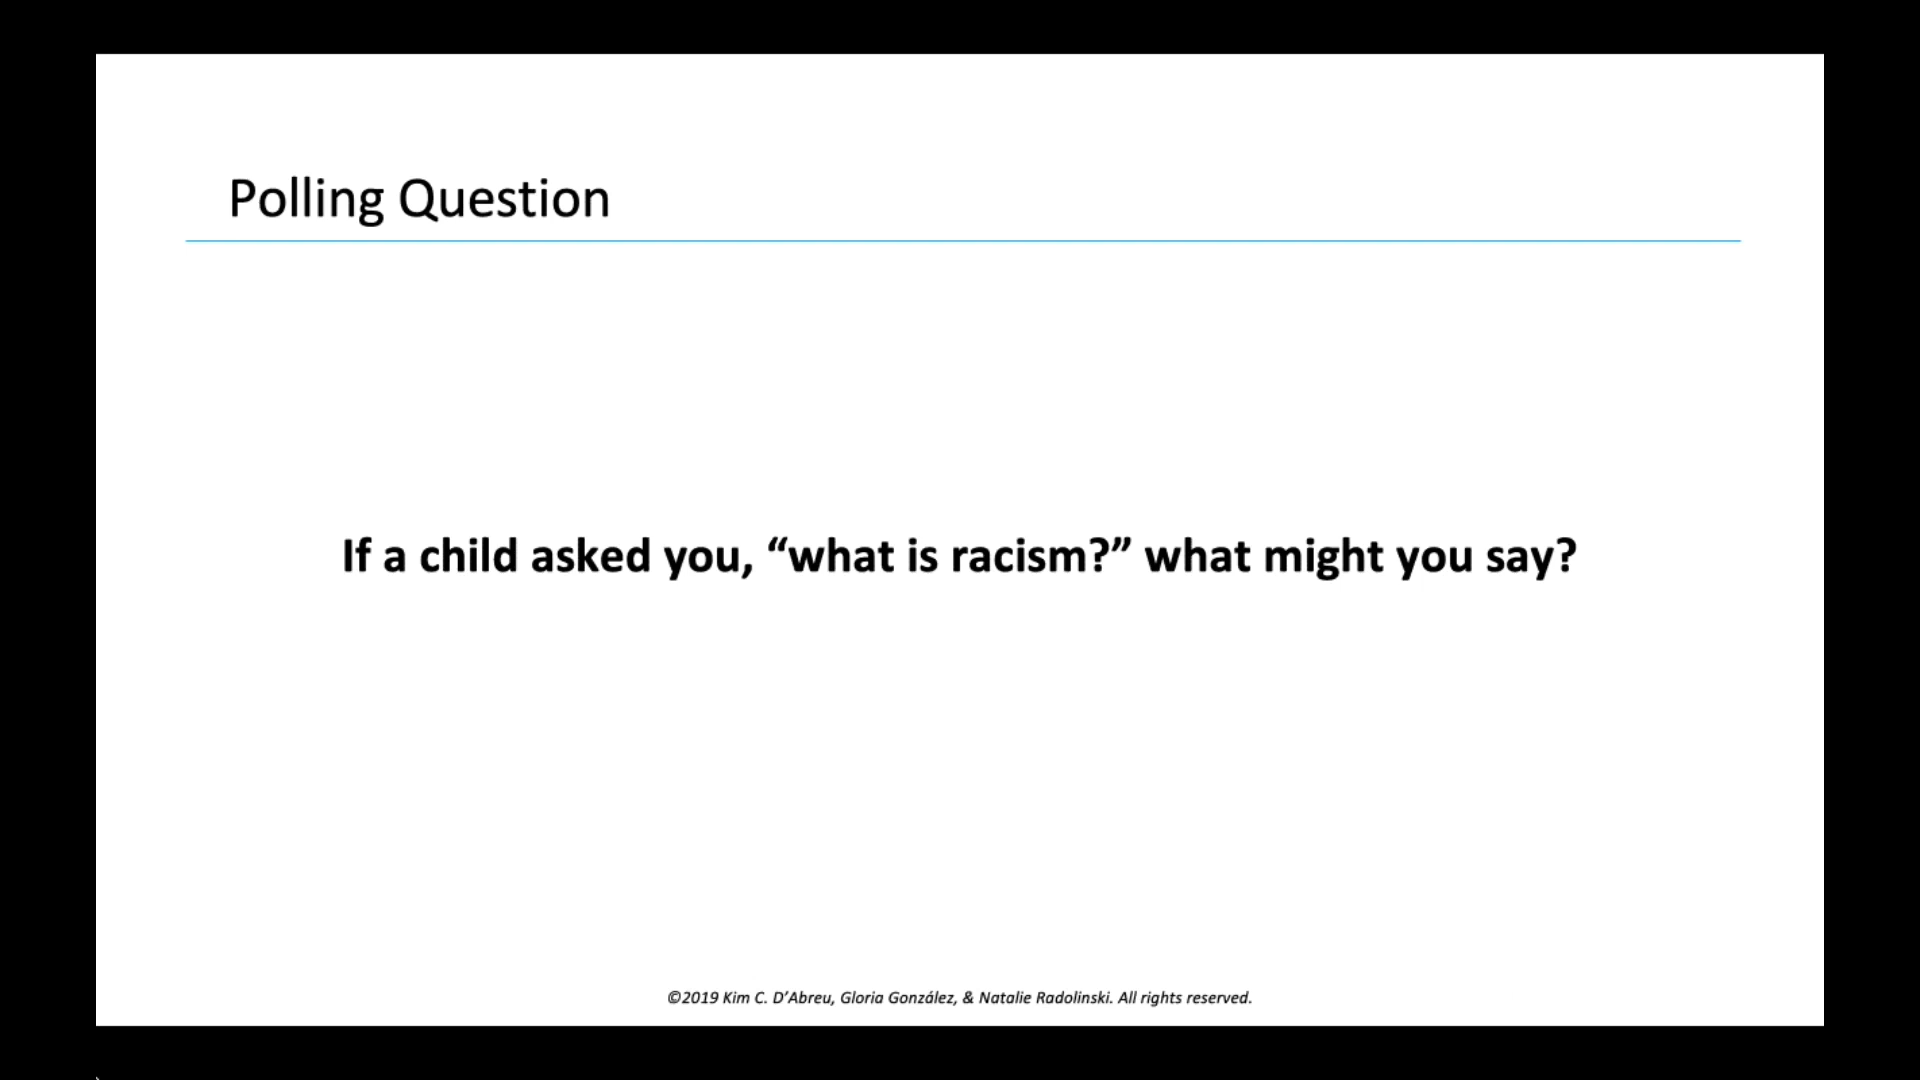 Polling Question
If a child asked you, “what is racism?” what might you say?
©2019 Kim C. D’Abreu, Gloria González, & Natalie Radolinski. All rights reserved.